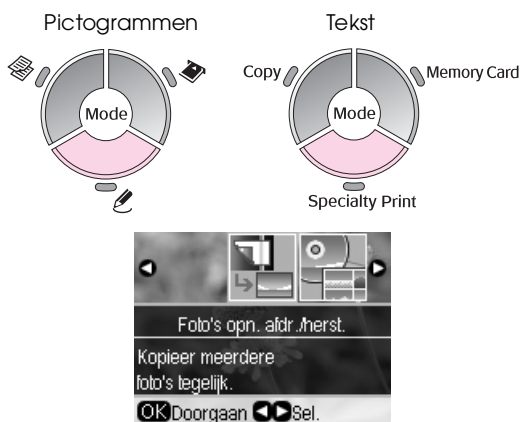 Pictogrammen Tekst
Mode
Copy Memory Card
Mode
Specialty Print
Foto's opn. afdr./herst.
Kopieer meerdere
foto's tegelijk.
OK Doorgaan Sel.